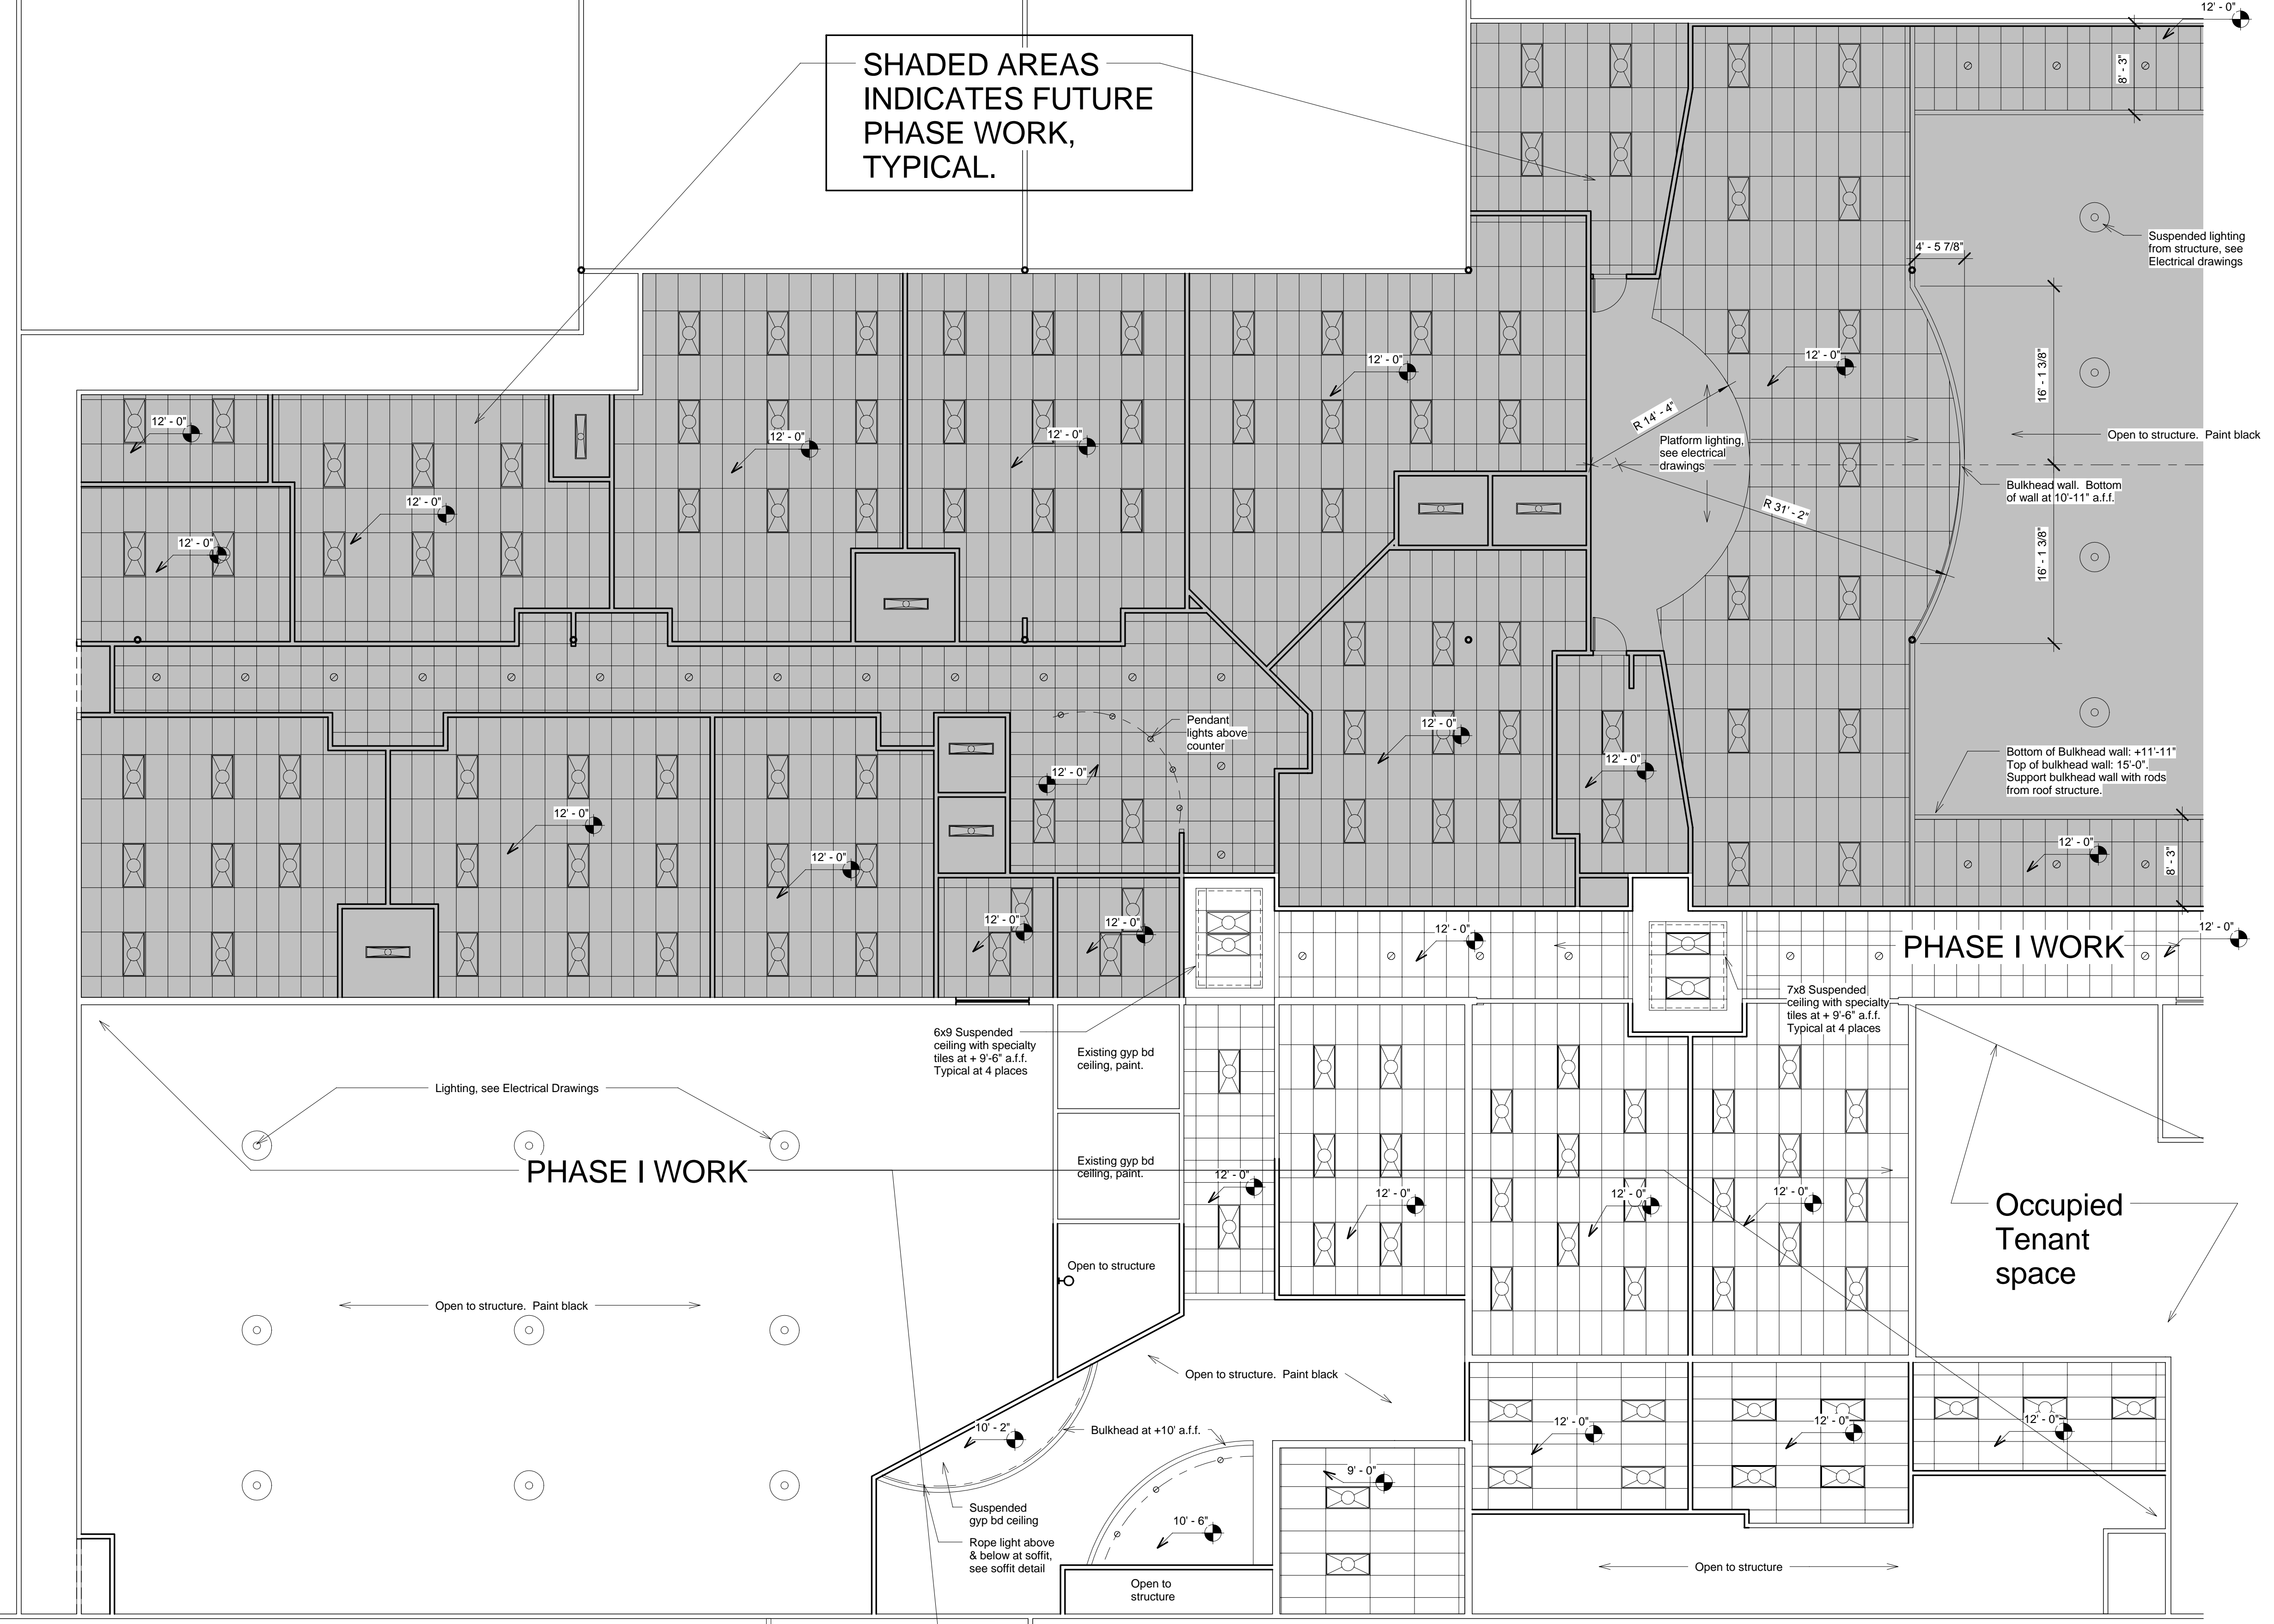 12' - 0"
SHADED AREAS
INDICATES FUTURE
PHASE WORK,
TYPICAL.
8' - 3"
Suspended lighting
from structure, see
Electrical drawings
4' - 5 7/8"
16' - 1 3/8"
12' - 0"
12' - 0"
R 14' - 4"
Platform lighting,
see electrical
drawings
Open to structure. Paint black
Bulkhead wall. Bottom
of wall at 10'-11" a.f.f.
R 31' - 2"
16' - 1 3/8"
12' - 0"
12' - 0"
12' - 0"
12' - 0"
12' - 0"
Pendant
lights above
counter
12' - 0"
12' - 0"
12' - 0"
Bottom of Bulkhead wall: +11'-11"
Top of bulkhead wall: 15'-0".
Support bulkhead wall with rods
from roof structure.
12' - 0"
12' - 0"
12' - 0"
8' - 3"
12' - 0"
12' - 0"
12' - 0"
12' - 0"
PHASE I WORK
7x8 Suspended
ceiling with specialty
tiles at + 9'-6" a.f.f.
Typical at 4 places
6x9 Suspended
ceiling with specialty
tiles at + 9'-6" a.f.f.
Typical at 4 places
Existing gyp bd
ceiling, paint.
Lighting, see Electrical Drawings
PHASE I WORK
Existing gyp bd
ceiling, paint.
12' - 0"
12' - 0"
12' - 0"
12' - 0"
Occupied
Tenant
space
Open to structure
Open to structure. Paint black
Open to structure. Paint black
10' - 2"
Bulkhead at +10' a.f.f.
12' - 0"
12' - 0"
12' - 0"
9' - 0"
Suspended
gyp bd ceiling
10' - 6"
Rope light above
& below at soffit,
see soffit detail
Open to structure
Open to
structure